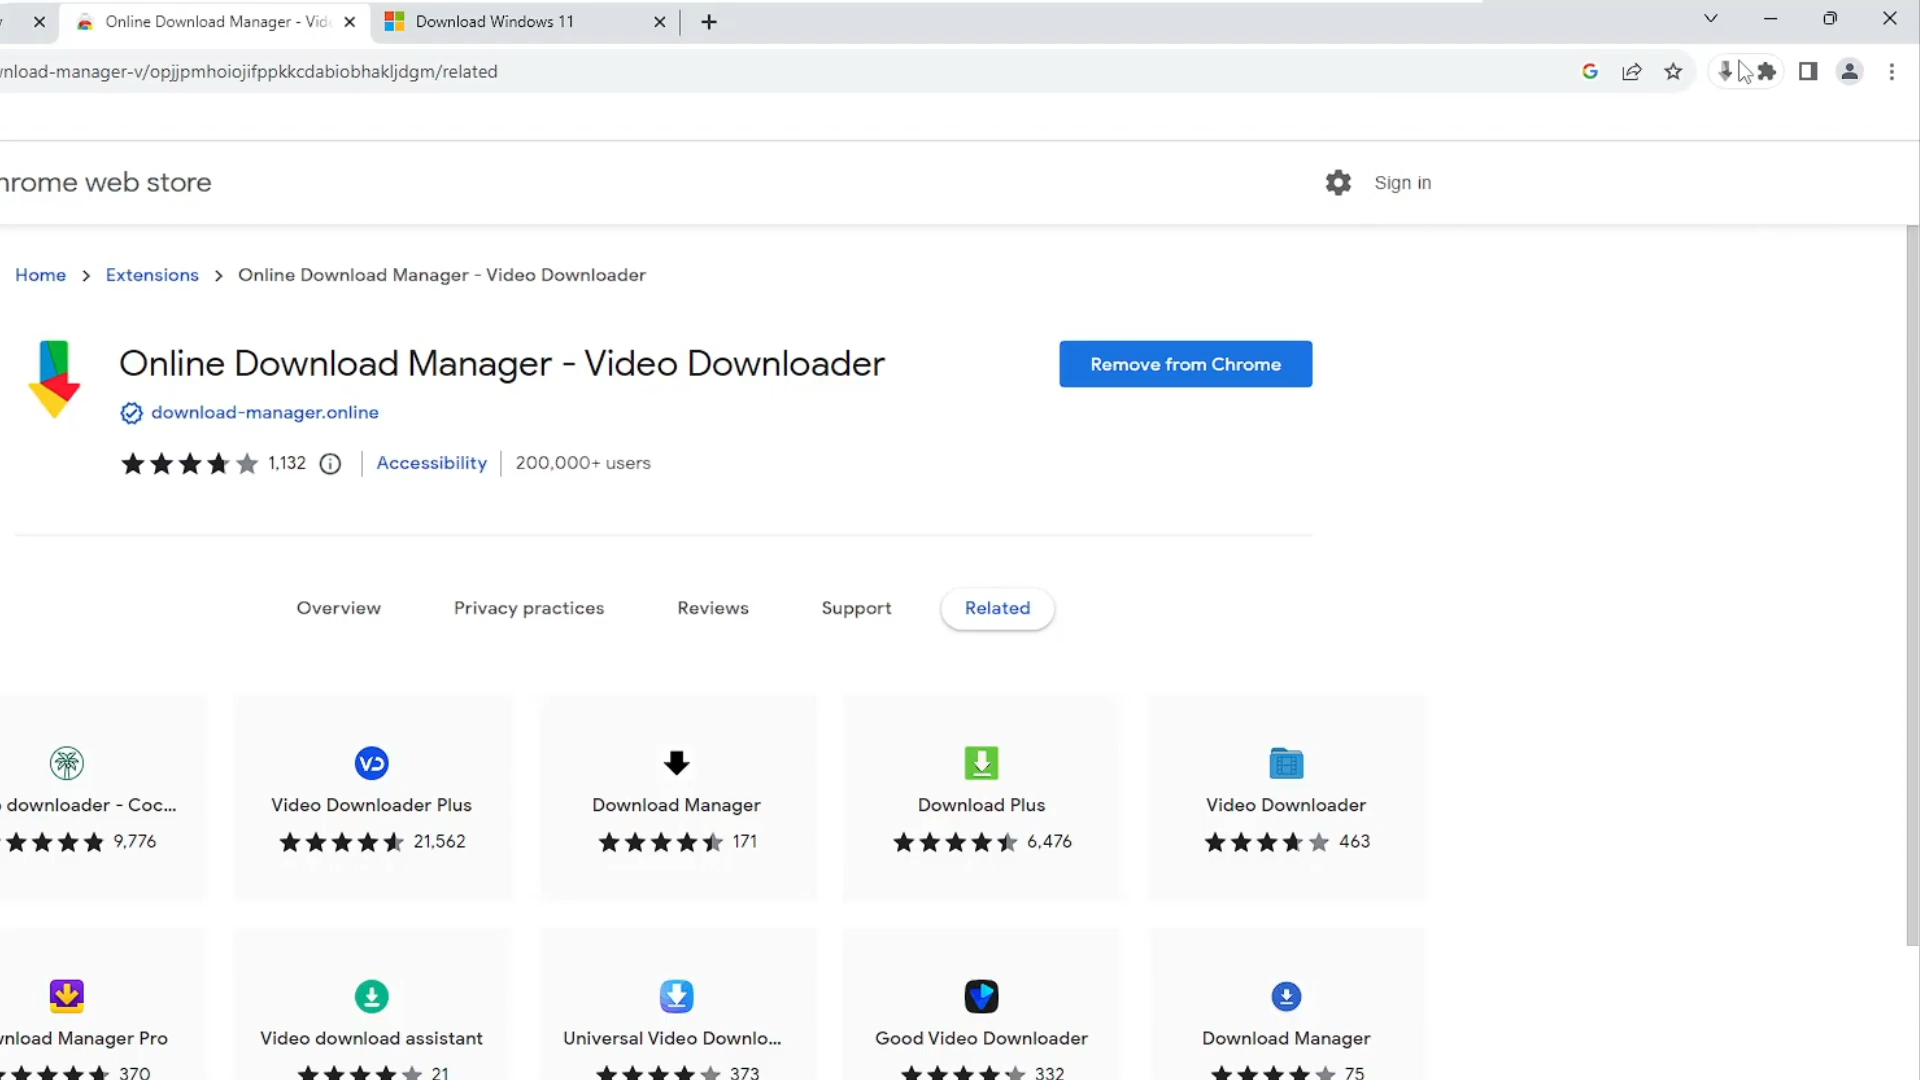 Online Download Manager - Vid
Download Windows 11
nload-manager-v/opjjpmhoiojifppkkcdabiobhakljdgm/related
hrome web store
Sign in
Home > Extensions > Online Download Manager - Video Downloader
Online Download Manager - Video Downloader
Remove from Chrome
download-manager.online
1,132 Accessibility 200,000+ users
Overview Privacy practices Reviews Support Related
downloader - Coc...
9,776
VD
Video Downloader Plus
21,562
Download Manager
171
Download Plus
6,476
Video Downloader
463
nload Manager Pro
370
Video download assistant
21
Universal Video Downlo...
373
Good Video Downloader
332
Download Manager
75